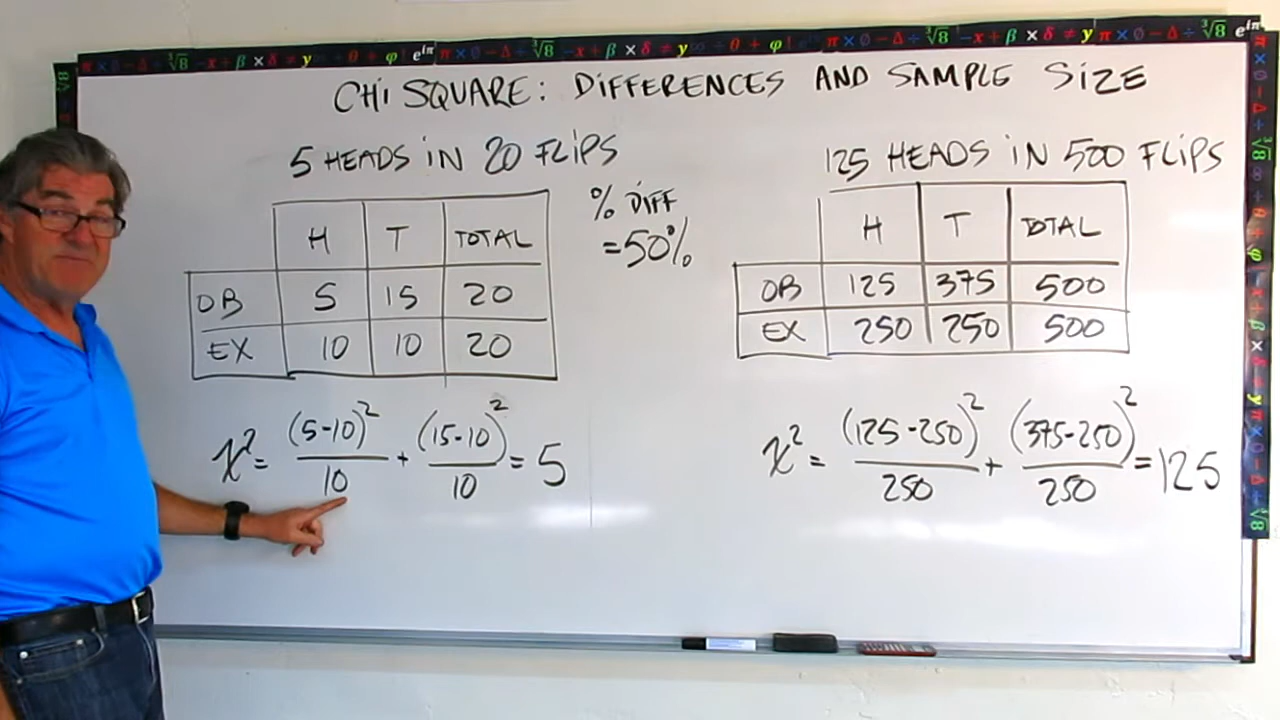 CHI SQUARE: DIFFERENCES AND SAMPLE SIZE
5 HEADS IN 20 FLIPS
H T TOTAL
OB 5 15 20
EX 10 10 20
χ² = (5-10)²/10 + (15-10)²/10 = 5
% DIFF
= 50%
125 HEADS IN 500 FLIPS
H T TOTAL
OB 125 375 500
EX 250 250 500
χ² = (125-250)²/250 + (375-250)²/250 = 125